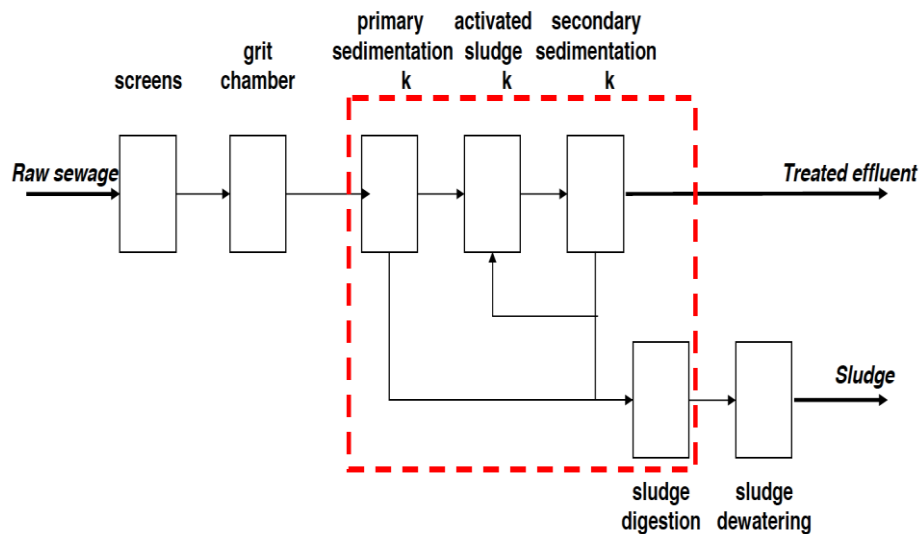 primary
sedimentation
k
activated
sludge
k
secondary
sedimentation
k
grit
chamber
screens
Raw sewage
Treated effluent
Sludge
sludge
digestion
sludge
dewatering